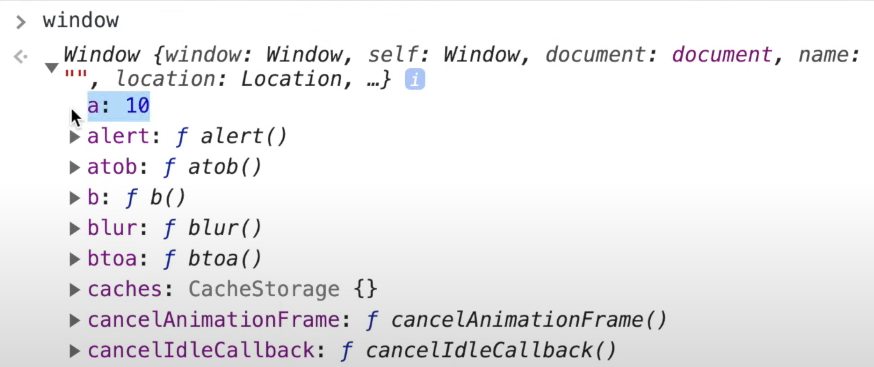 > window
Window {window: Window, self: Window, document: document, name:
"", location: Location, …} i
a: 10
alert: ƒ alert()
atob: ƒ atob()
b: ƒ b()
blur: ƒ blur()
btoa: ƒ btoa()
caches: CacheStorage {}
cancelAnimationFrame: ƒ cancelAnimationFrame()
cancelIdleCallback: ƒ cancelIdleCallback()